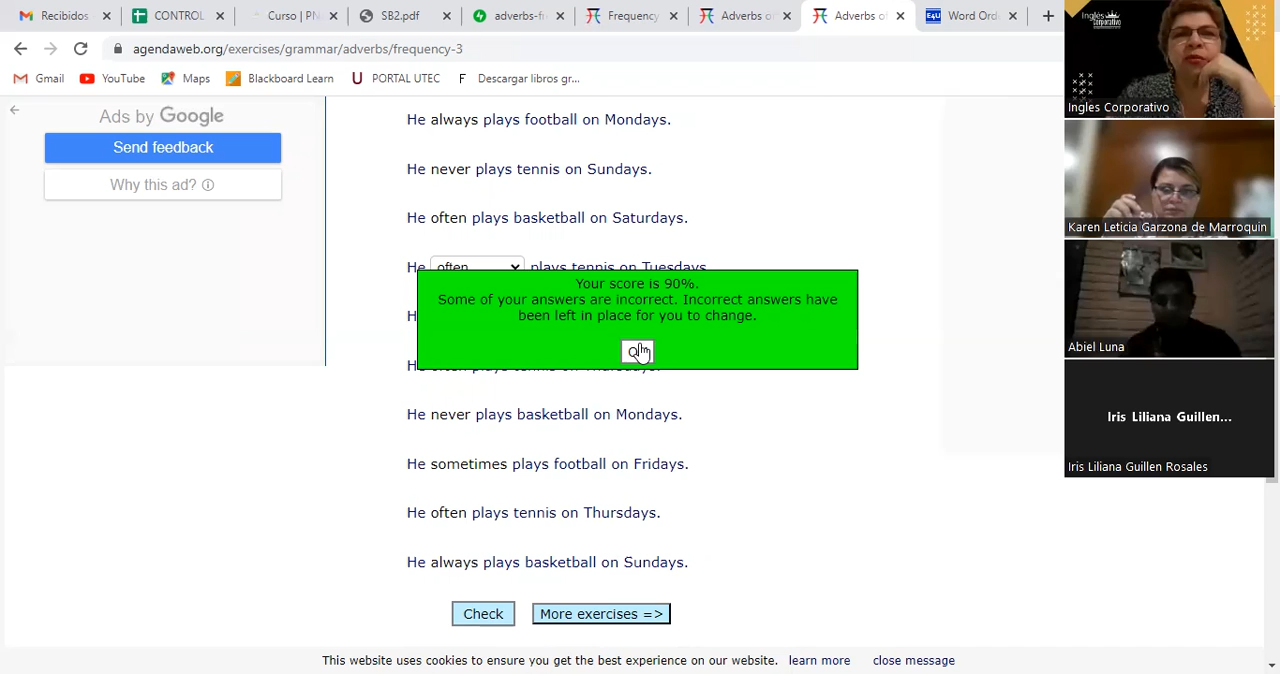 Recibidos
CONTROL
Curso | PN
SB2.pdf
adverbs-fr
Frequency
Adverbs o
Adverbs of
E4U
Word Ord
agendaweb.org/exercises/grammar/adverbs/frequency-3
Gmail
YouTube
Maps
Blackboard Learn
PORTAL UTEC
Descargar libros gr...
Ads by Google
Send feedback
Why this ad?
He always plays football on Mondays.
He never plays tennis on Sundays.
He often plays basketball on Saturdays.
He often plays tennis on Tuesdays.
Your score is 90%.
Some of your answers are incorrect. Incorrect answers have
been left in place for you to change.
He never plays basketball on Mondays.
He sometimes plays football on Fridays.
He often plays tennis on Thursdays.
He always plays basketball on Sundays.
Check
More exercises =>
This website uses cookies to ensure you get the best experience on our website. learn more close message
Inglés
Corporativo
Ingles Corporativo
Karen Leticia Garzona de Marroquin
Abiel Luna
Iris Liliana Guillen...
Iris Liliana Guillen Rosales